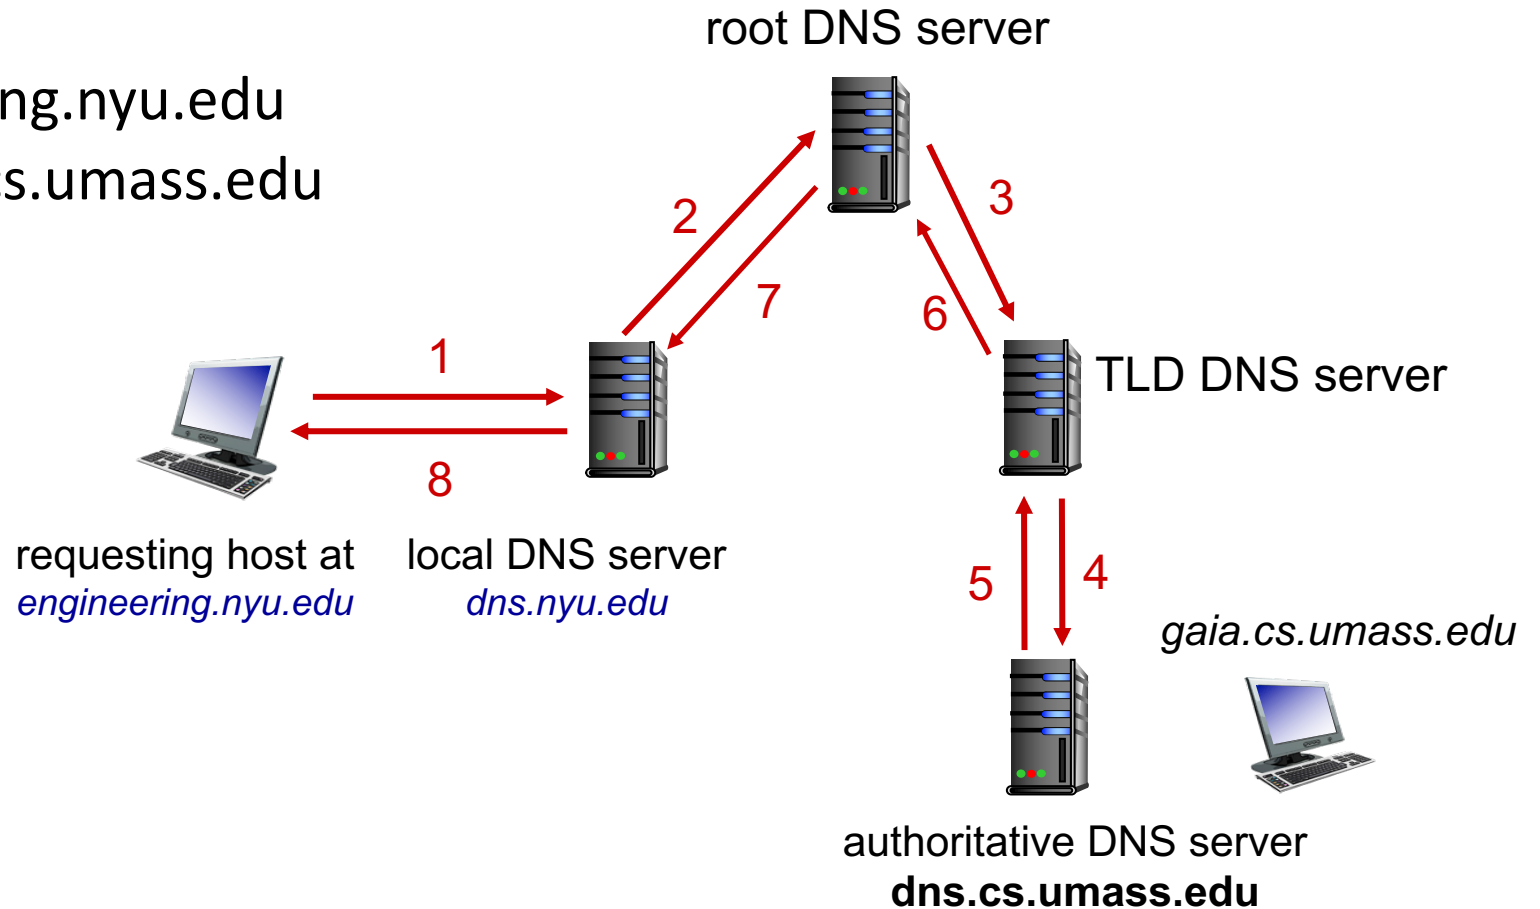 root DNS server
ng.nyu.edu
cs.umass.edu
2
3
7
6
1
TLD DNS server
8
requesting host at
engineering.nyu.edu
local DNS server
dns.nyu.edu
5
4
gaia.cs.umass.edu
authoritative DNS server
dns.cs.umass.edu